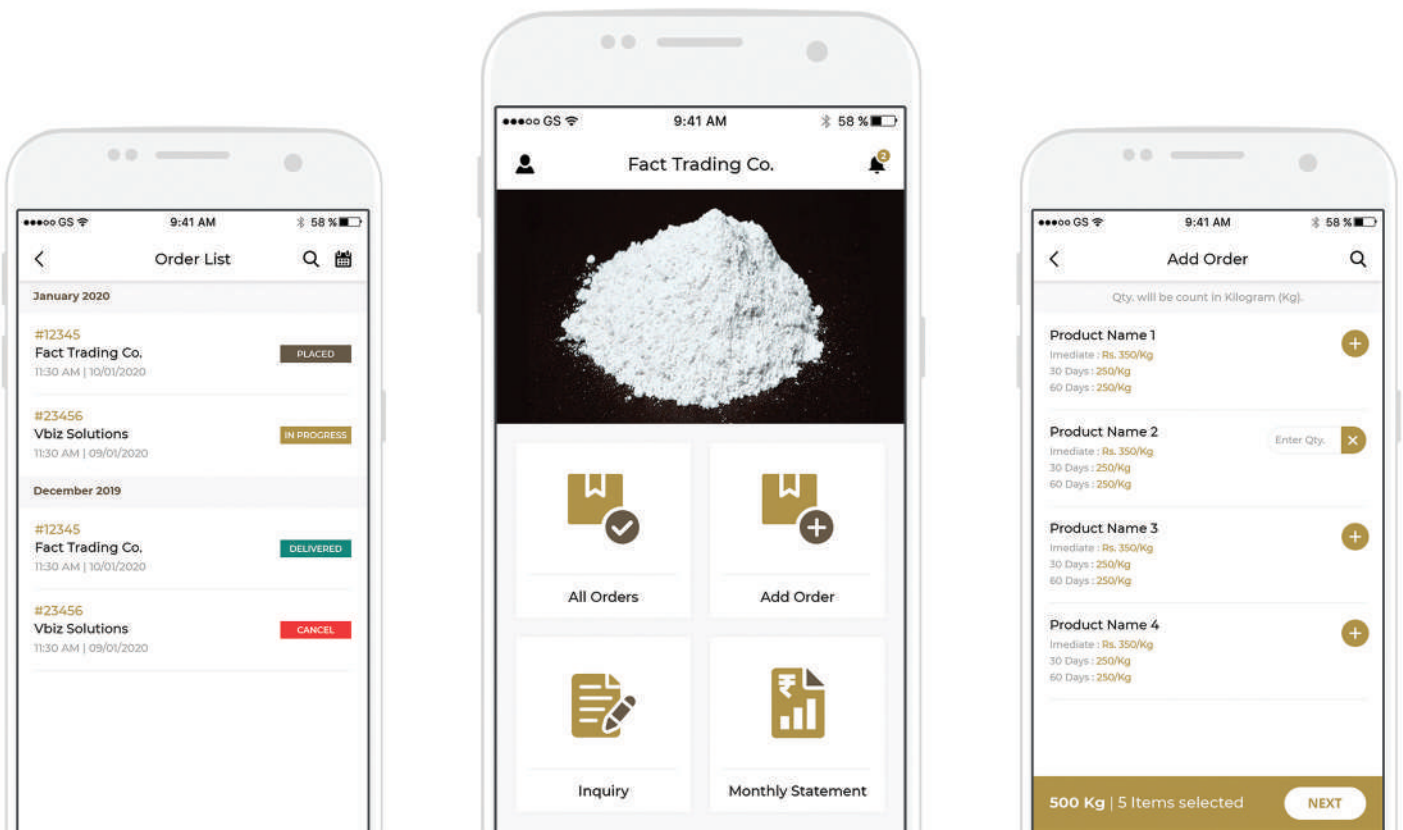 GS 9:41 AM 58 %
Order List
January 2020
#12345
Fact Trading Co.
PLACED
11:30 AM | 10/01/2020
#23456
Vbiz Solutions
IN PROGRESS
11:30 AM | 09/01/2020
December 2019
#12345
Fact Trading Co.
DELIVERED
11:30 AM | 10/01/2020
#23456
Vbiz Solutions
CANCEL
11:30 AM | 09/01/2020
GS 9:41 AM 58 %
Fact Trading Co.
2
All Orders
Add Order
₹
Inquiry
Monthly Statement
GS 9:41 AM 58 %
Add Order
Qty. will be count in Kilogram (Kg).
Product Name 1
Imediate : Rs. 350/Kg
30 Days : 250/Kg
60 Days : 250/Kg
Product Name 2
Enter Qty.
Imediate : Rs. 350/Kg
30 Days : 250/Kg
60 Days : 250/Kg
Product Name 3
Imediate : Rs. 350/Kg
30 Days : 250/Kg
60 Days : 250/Kg
Product Name 4
Imediate : Rs. 350/Kg
30 Days : 250/Kg
60 Days : 250/Kg
500 Kg | 5 Items selected
NEXT